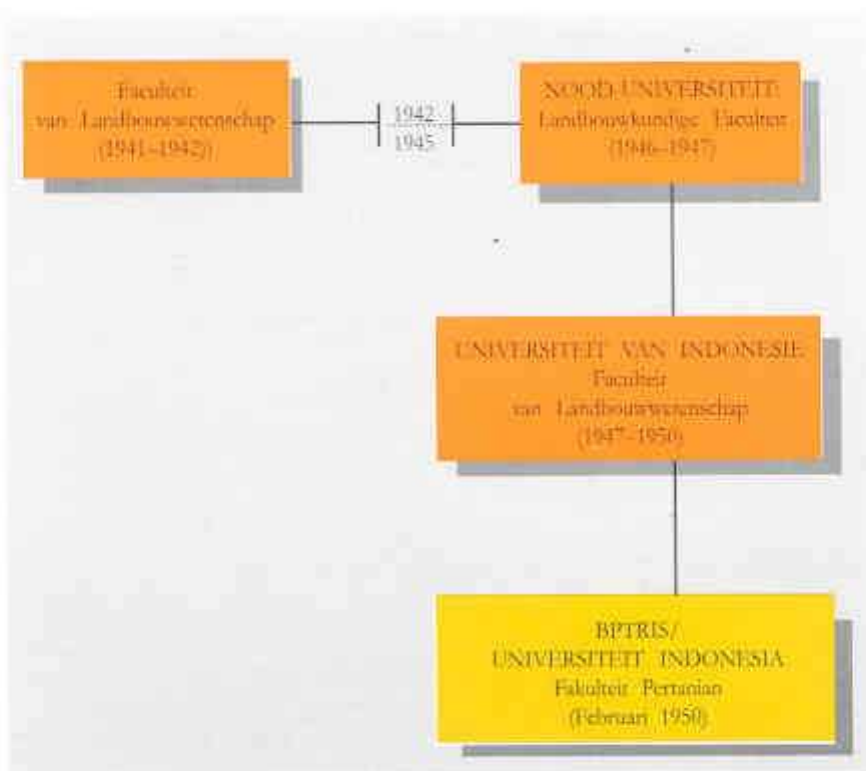 Faculteit
van Landbouwwetenschap
(1941–1942))
1942
1945
NOOD-UNIVERSITEIT
Landbouwkundige Faculteit
(1946–1947)
UNIVERSITEIT VAN INDONESIE
Faculteit
van Landbouwwetenschap
(1947–1950)
BPTRIS/
UNIVERSITEIT INDONESIA
Fakulteit Pertanian
(Februari 1950)